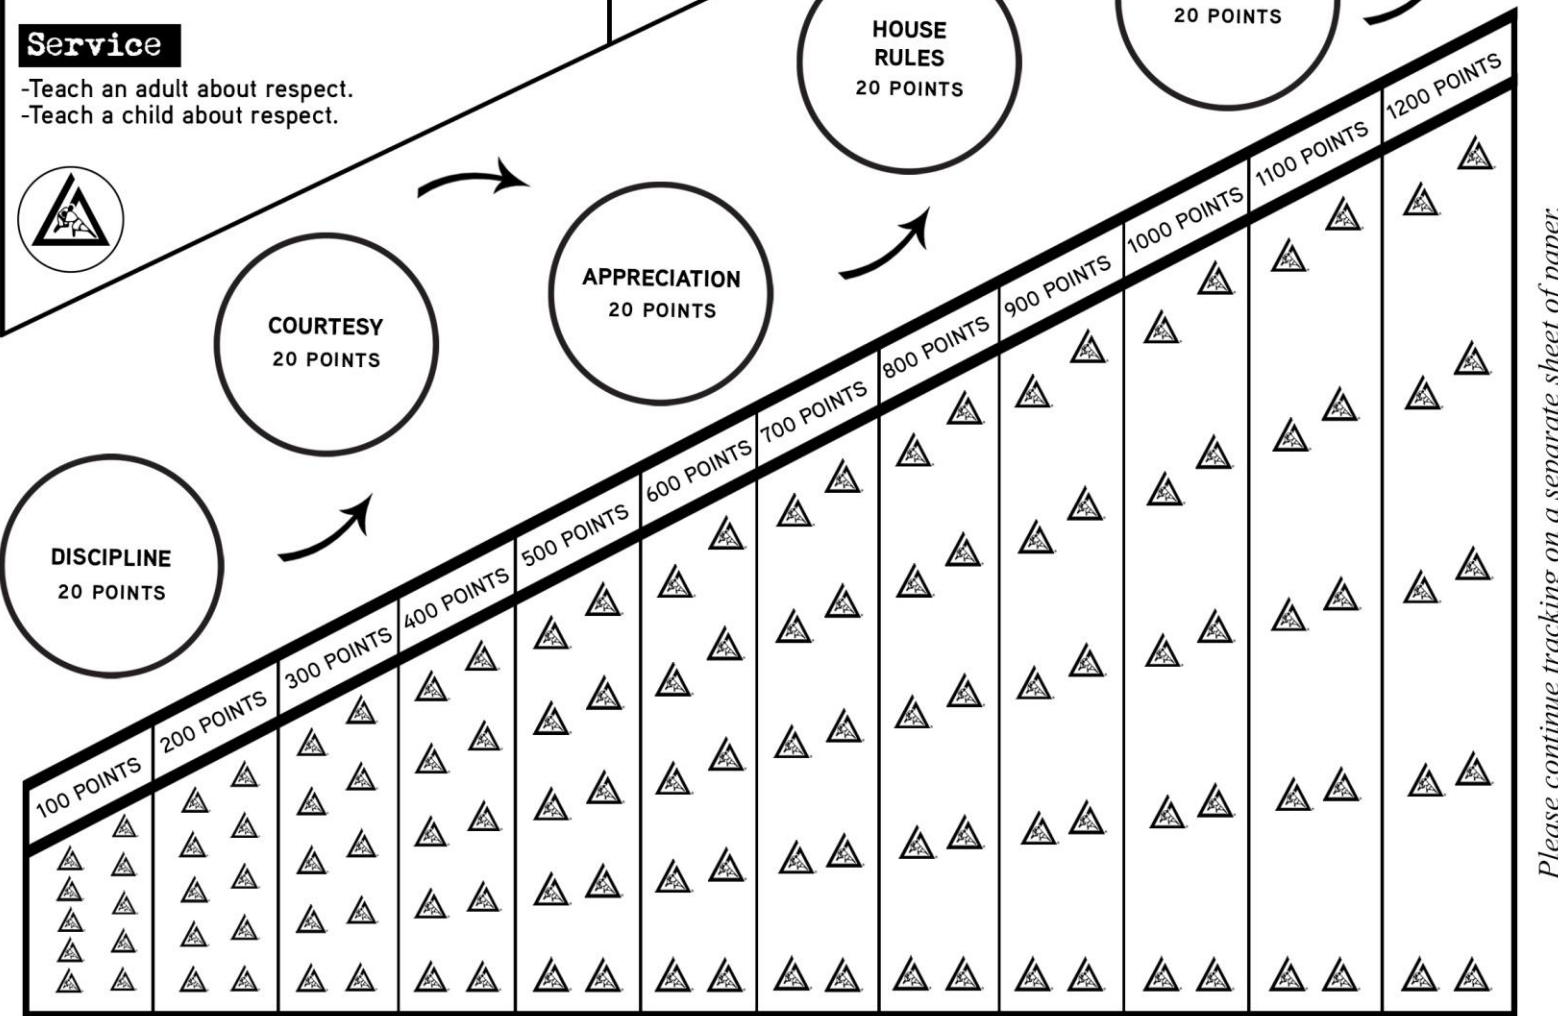 Service
-Teach an adult about respect.
-Teach a child about respect.
20 POINTS
HOUSE
RULES
20 POINTS
APPRECIATION
20 POINTS
COURTESY
20 POINTS
DISCIPLINE
20 POINTS
100 POINTS
200 POINTS
300 POINTS
400 POINTS
500 POINTS
600 POINTS
700 POINTS
800 POINTS
900 POINTS
1000 POINTS
1100 POINTS
1200 POINTS
Please continue tracking on a separate sheet of paper.